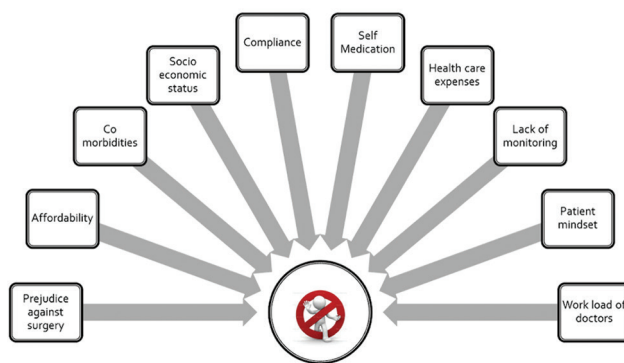 Compliance
Self
Medication
Socio
economic
status
Health care
expenses
Co
morbidities
Lack of
monitoring
Affordability
Patient
mindset
Prejudice
against
surgery
Work load of
doctors